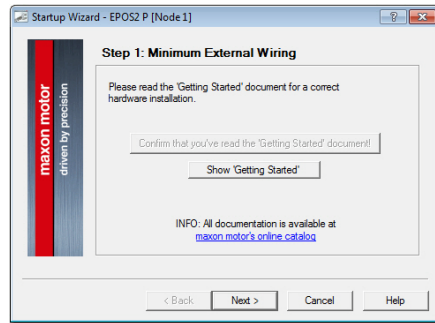 Startup Wizard - EPOS2 P [Node1]
Step 1: Minimum External Wiring
maxon motor
driven by precision
Please read the 'Getting Started' document for a correct
hardware installation.
Confirm that you've read the 'Getting Started' document!
Show 'Getting Started'
INFO: All documentation is available at
maxon motor's online catalog
< Back
Next >
Cancel
Help